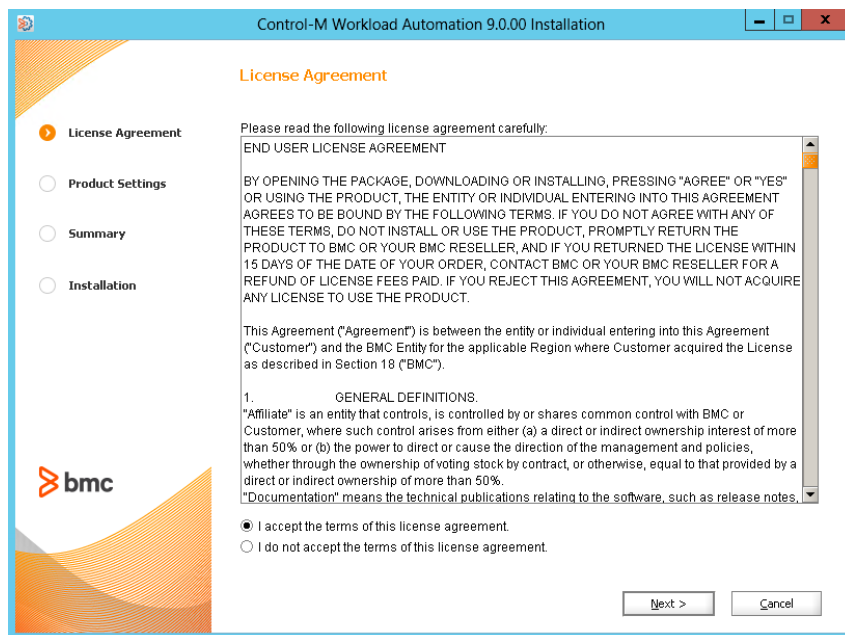 Control-M Workload Automation 9.0.00 Installation
License Agreement
License Agreement
Product Settings
Summary
Installation
bmc
Please read the following license agreement carefully:
END USER LICENSE AGREEMENT
BY OPENING THE PACKAGE, DOWNLOADING OR INSTALLING, PRESSING "AGREE" OR "YES"
OR USING THE PRODUCT, THE ENTITY OR INDIVIDUAL ENTERING INTO THIS AGREEMENT
AGREES TO BE BOUND BY THE FOLLOWING TERMS. IF YOU DO NOT AGREE WITH ANY OF
THESE TERMS, DO NOT INSTALL OR USE THE PRODUCT, PROMPTLY RETURN THE
PRODUCT TO BMC OR YOUR BMC RESELLER, AND IF YOU RETURNED THE LICENSE WITHIN
15 DAYS OF THE DATE OF YOUR ORDER, CONTACT BMC OR YOUR BMC RESELLER FOR A
REFUND OF LICENSE FEES PAID. IF YOU REJECT THIS AGREEMENT, YOU WILL NOT ACQUIRE
ANY LICENSE TO USE THE PRODUCT.
This Agreement ("Agreement") is between the entity or individual entering into this Agreement
("Customer") and the BMC Entity for the applicable Region where Customer acquired the License
as described in Section 18 ("BMC").
1. GENERAL DEFINITIONS.
"Affiliate" is an entity that controls, is controlled by or shares common control with BMC or
Customer, where such control arises from either (a) a direct or indirect ownership interest of more
than 50% or (b) the power to direct or cause the direction of the management and policies,
whether through the ownership of voting stock by contract, or otherwise, equal to that provided by a
direct or indirect ownership of more than 50%.
"Documentation" means the technical publications relating to the software, such as release notes,
I accept the terms of this license agreement.
I do not accept the terms of this license agreement.
Next >
Cancel